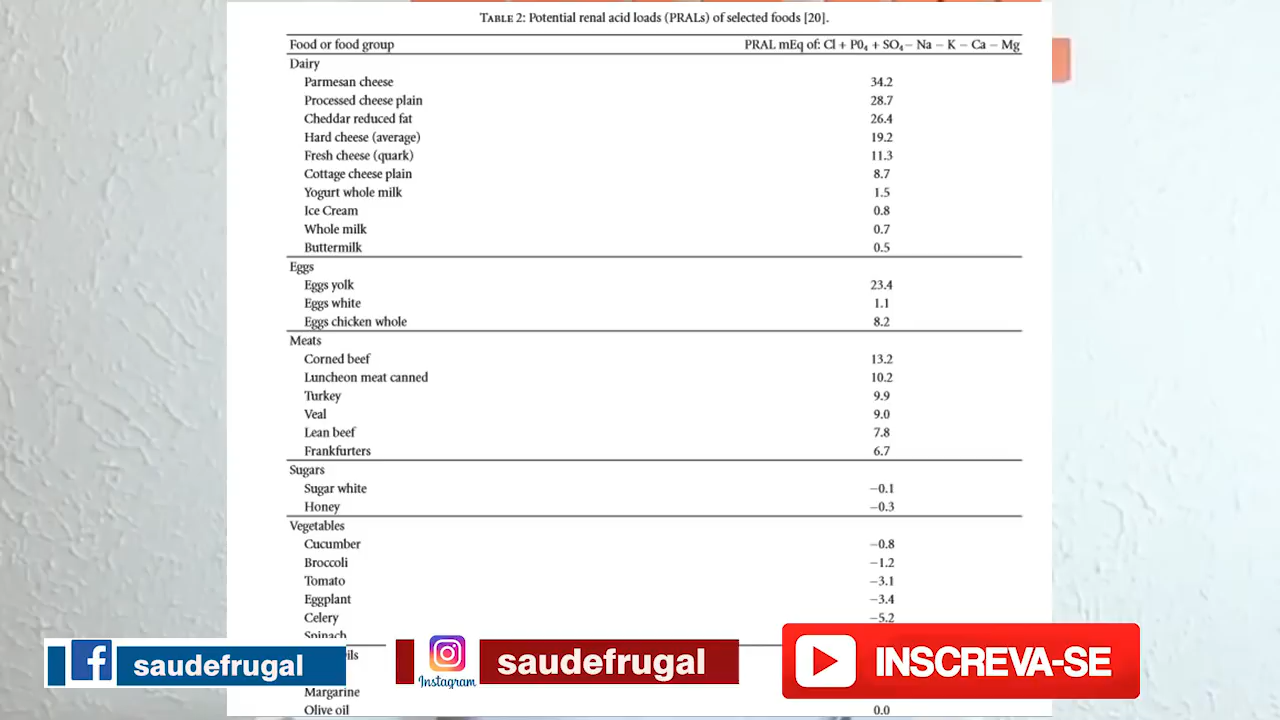 TABLE 2: Potential renal acid loads (PRALs) of selected foods [20].
Food or food group PRAL mEq of: Cl + P0₄ + SO₄− Na − K − Ca − Mg
Dairy
Parmesan cheese 34.2
Processed cheese plain 28.7
Cheddar reduced fat 26.4
Hard cheese (average) 19.2
Fresh cheese (quark) 11.3
Cottage cheese plain 8.7
Yogurt whole milk 1.5
Ice Cream 0.8
Whole milk 0.7
Buttermilk 0.5
Eggs
Eggs yolk 23.4
Eggs white 1.1
Eggs chicken whole 8.2
Meats
Corned beef 13.2
Luncheon meat canned 10.2
Turkey 9.9
Veal 9.0
Lean beef 7.8
Frankfurters 6.7
Sugars
Sugar white −0.1
Honey −0.3
Vegetables
Cucumber −0.8
Broccoli −1.2
Tomato −3.1
Eggplant −3.4
Celery −5.2
Spinach
saudefrugal
Instagram
saudefrugal
INSCREVA-SE
Margarine
Olive oil 0.0